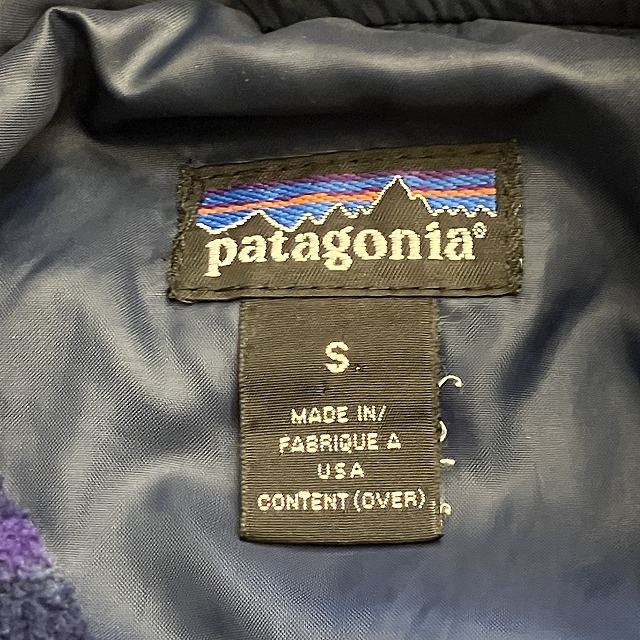 patagonia®
S
MADE IN/
FABRIQUE A
USA
CONTENT (OVER)